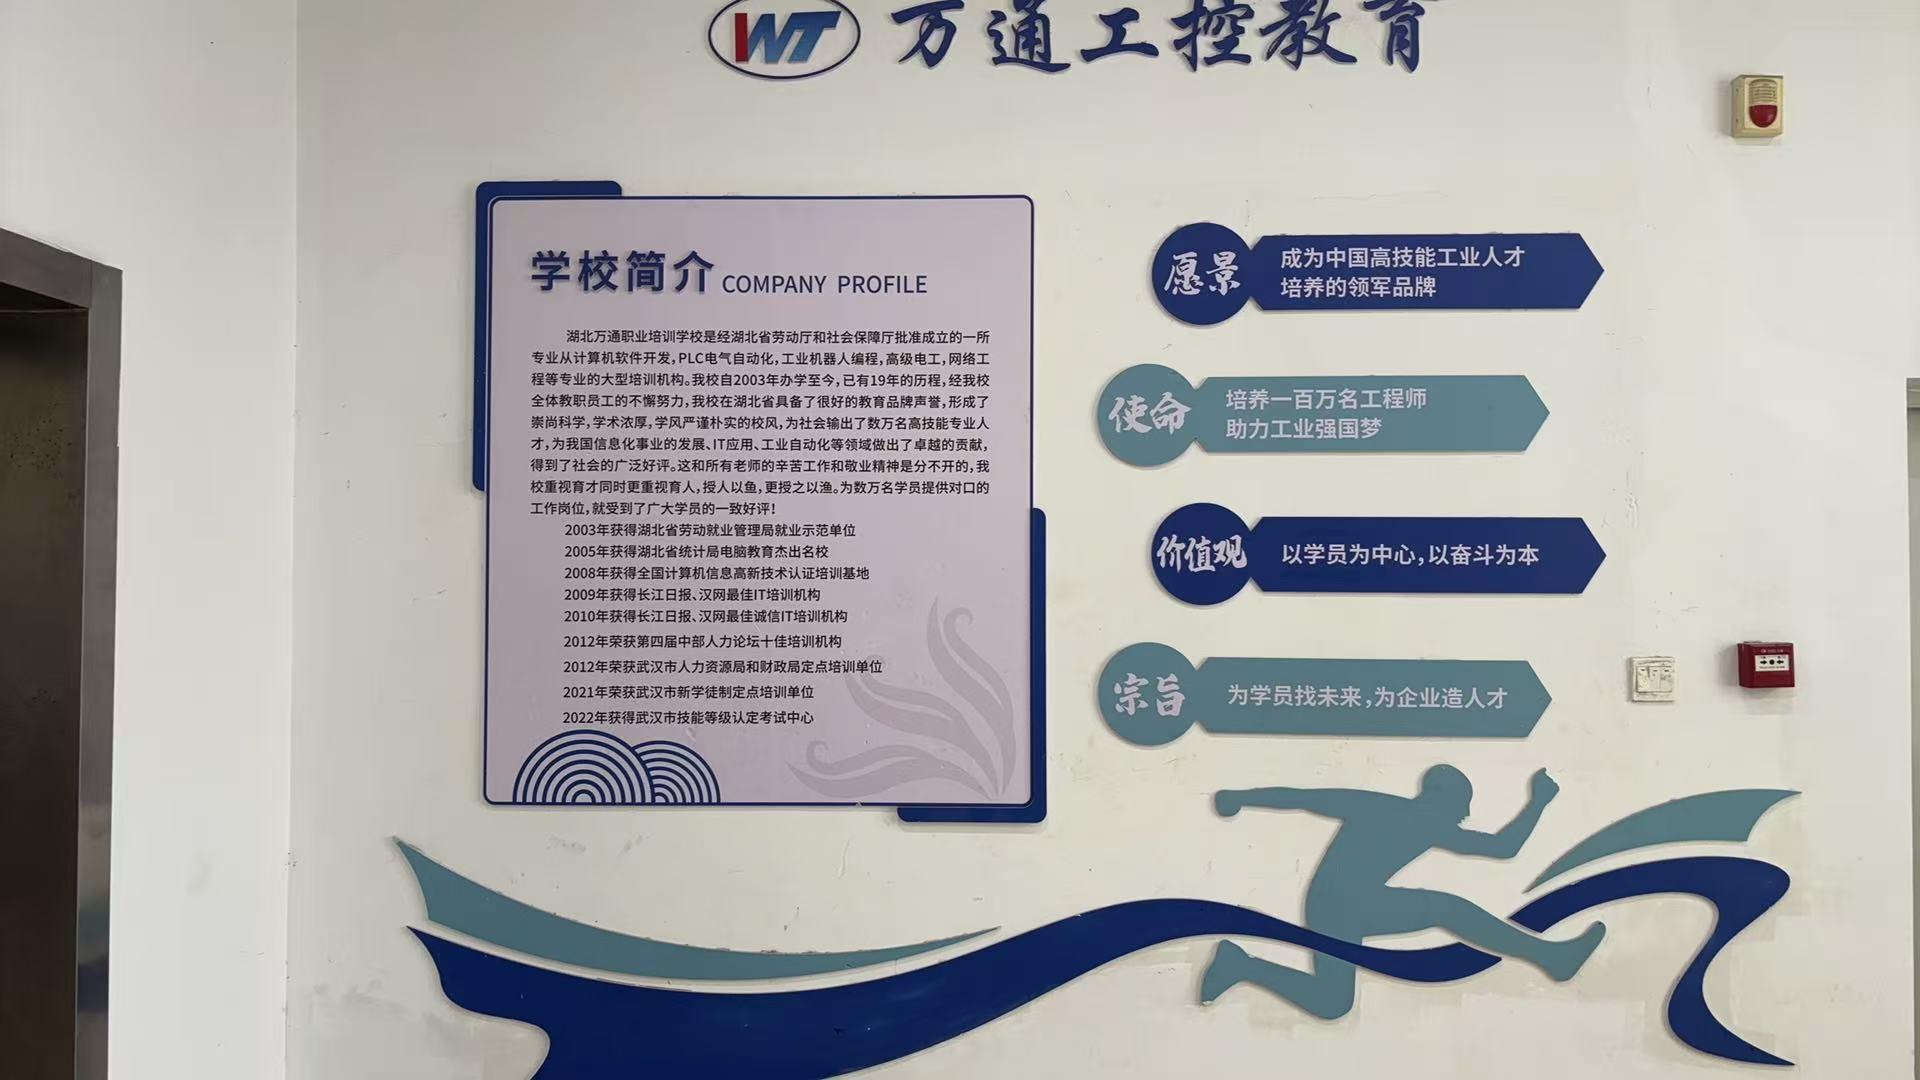 WT 万通工控教育
学校简介 COMPANY PROFILE
湖北万通职业培训学校是经湖北省劳动厅和社会保障厅批准成立的一所
专业从计算机软件开发,PLC电气自动化,工业机器人编程,高级电工,网络工
程等专业的大型培训机构。我校自2003年办学至今,已有19年的历程,经我校
全体教职员工的不懈努力,我校在湖北省具备了很好的教育品牌声誉,形成了
崇尚科学,学术浓厚,学风严谨朴实的校风,为社会输出了数万名高技能专业人
才,为我国信息化事业的发展、IT应用、工业自动化等领域做出了卓越的贡献,
得到了社会的广泛好评。这和所有老师的辛苦工作和敬业精神是分不开的,我
校重视育才同时更重视育人,授人以鱼,更授之以渔。为数万名学员提供对口的
工作岗位,就受到了广大学员的一致好评!
2003年获得湖北省劳动就业管理局就业示范单位
2005年获得湖北省统计局电脑教育杰出名校
2008年获得全国计算机信息高新技术认证培训基地
2009年获得长江日报、汉网最佳IT培训机构
2010年获得长江日报、汉网最佳诚信IT培训机构
2012年荣获第四届中部人力论坛十佳培训机构
2012年荣获武汉市人力资源局和财政局定点培训单位
2021年荣获武汉市新学徒制定点培训单位
2022年获得武汉市技能等级认定考试中心
愿景
成为中国高技能工业人才
培养的领军品牌
使命
培养一百万名工程师
助力工业强国梦
价值观
以学员为中心,以奋斗为本
宗旨
为学员找未来,为企业造人才